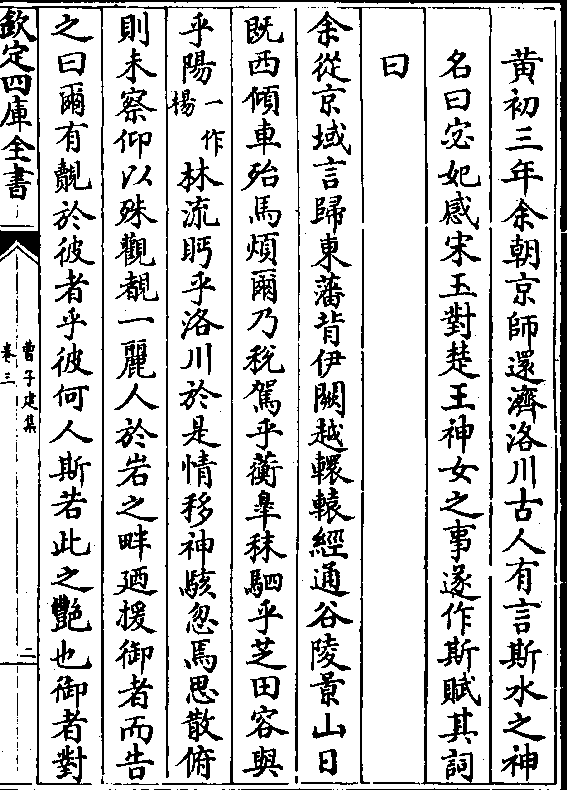 黄初三年余朝京師還濟洛川古人有言斯水之神
名曰宓妃感宋玉對楚王神女之事遂作斯賦其詞
曰
余從京域言歸東藩背伊闕越轘轅經通谷陵景山日
既西傾車殆馬煩爾乃税駕乎蘅皐秣駟乎芝田容與
乎陽一作楊林流眄乎洛川於是情移神駭忽焉思散俯
則未察仰以殊觀覩一麗人於岩之畔廼援御者而告
之曰爾有覿於彼者乎彼何人斯若此之艷也御者對
欽定四庫全書
曹子建集
卷三
二